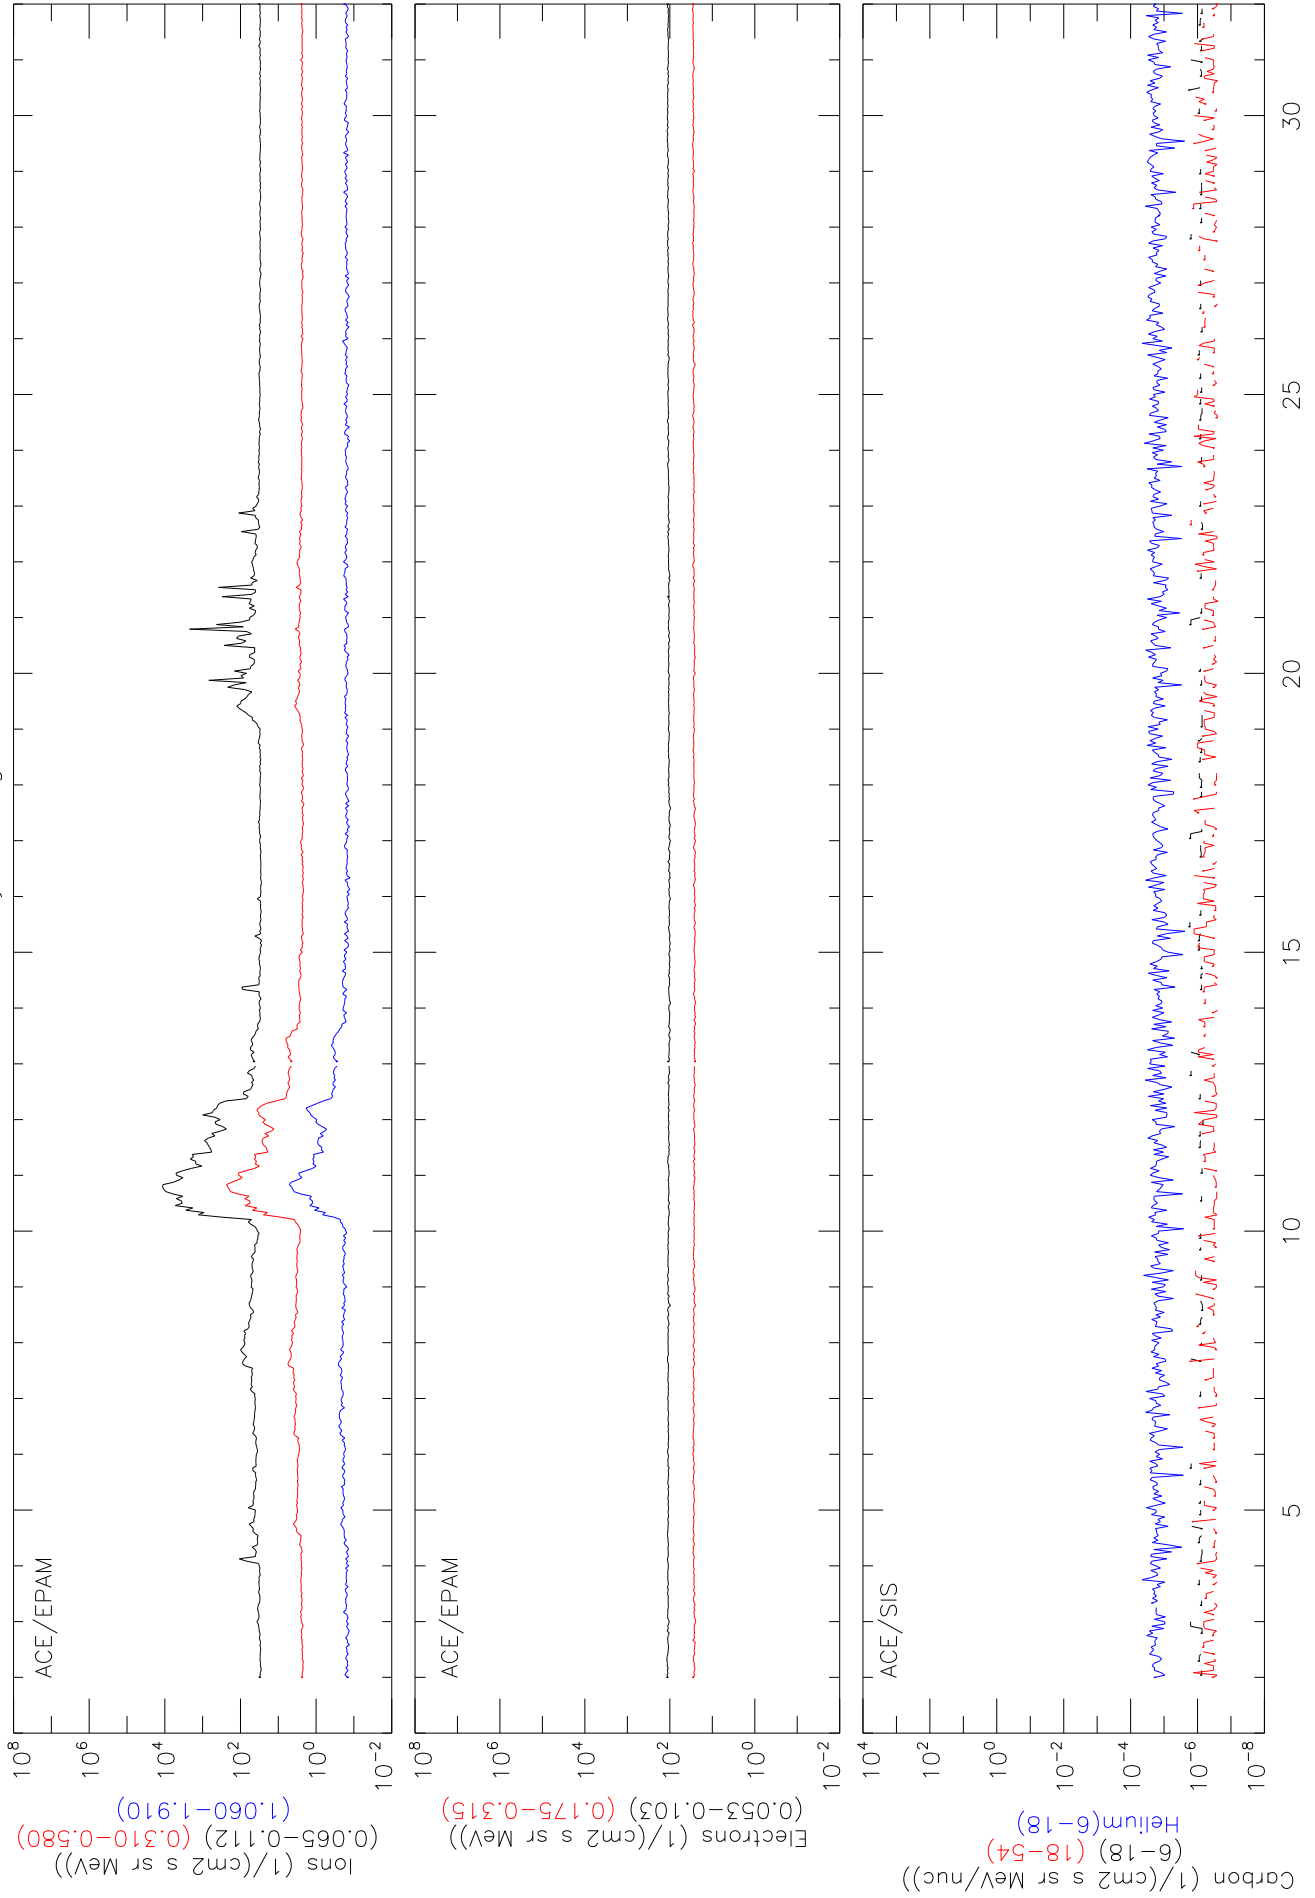 ACE/EPAM
10^8
10^6
10^4
10^2
10^0
10^-2
Ions (1/(cm2 s sr MeV))
(0.065-0.112) (0.310-0.580)
(1.060-1.910)
ACE/EPAM
10^8
10^6
10^4
10^2
10^0
10^-2
Electrons (1/(cm2 s sr MeV))
(0.053-0.103) (0.175-0.315)
ACE/SIS
10^4
10^2
10^0
10^-2
10^-4
10^-6
10^-8
Carbon (1/(cm2 s sr MeV/nuc))
(6-18) (18-54)
Helium(6-18)
5 10 15 20 25 30